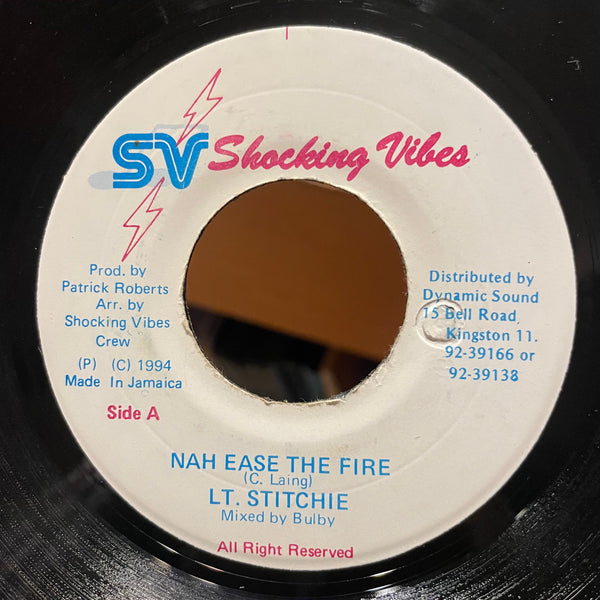 SV Shocking Vibes
Prod. by
Patrick Roberts
Arr. by
Shocking Vibes
Crew
(P) (C) 1994
Made In Jamaica
Side A
Distributed by
Dynamic Sound
15 Bell Road,
Kingston 11.
92-39166 or
92-39138
NAH EASE THE FIRE
(C. Laing)
LT. STITCHIE
Mixed by Bulby
All Right Reserved